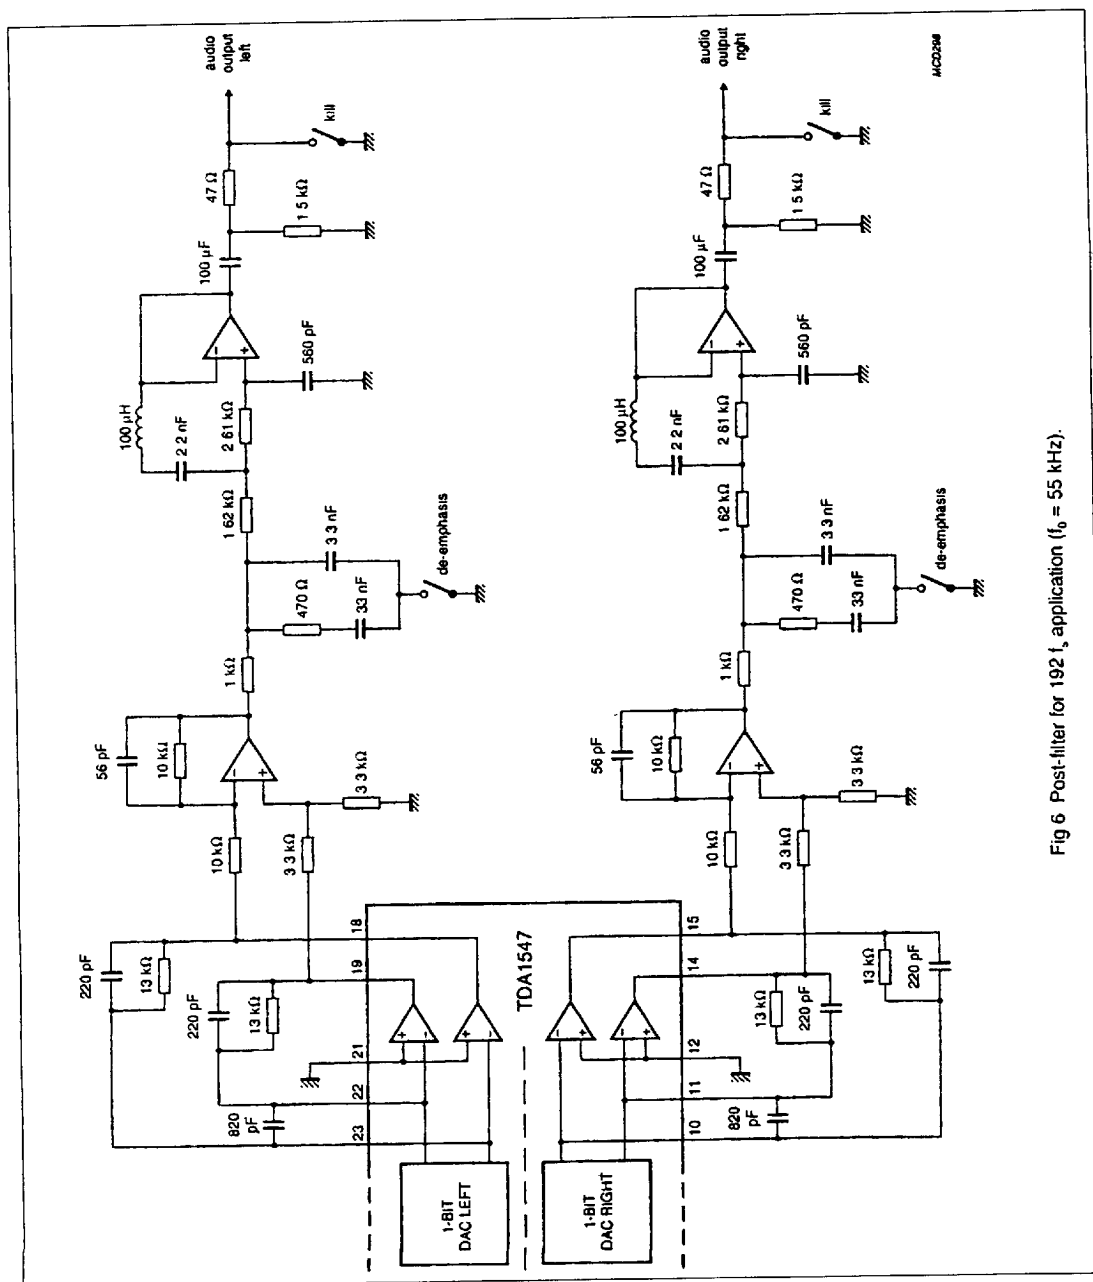 audio
output
left
kill
47 Ω
1 5 kΩ
100 µF
−
+
560 pF
100 µH
2 2 nF
2 61 kΩ
1 62 kΩ
3 3 nF
de-emphasis
470 Ω
33 nF
1 kΩ
56 pF
10 kΩ
−
+
3 3 kΩ
10 kΩ
3 3 kΩ
220 pF
13 kΩ
18
19
220 pF
13 kΩ
21
22
820
pF
23
+
−
+
−
1-BIT
DAC LEFT
TDA1547
audio
output
right
kill
47 Ω
1 5 kΩ
100 µF
−
+
560 pF
100 µH
2 2 nF
2 61 kΩ
1 62 kΩ
3 3 nF
de-emphasis
470 Ω
33 nF
1 kΩ
56 pF
10 kΩ
−
+
3 3 kΩ
10 kΩ
3 3 kΩ
15
14
13 kΩ
220 pF
13 kΩ
220 pF
12
11
820
pF
10
−
+
−
+
1-BIT
DAC RIGHT
MCD298
Fig 6 Post-filter for 192 fs application (f0 = 55 kHz).